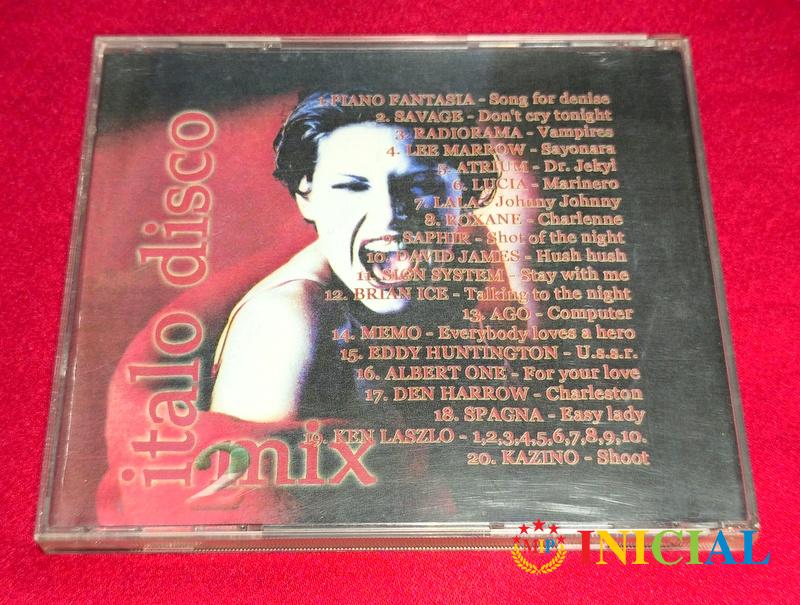 1. PIANO FANTASIA - Song for denise
2. SAVAGE - Don't cry tonight
3. RADIORAMA - Vampires
4. LEE MARROW - Sayonara
5. ATRIUM - Dr. Jekyl
6. LUCIA - Marinero
7. LALA - Johnny Johnny
8. ROXANE - Charlenne
9. SAPHIR - Shot of the night
10. DAVID JAMES - Hush hush
11. SION SYSTEM - Stay with me
12. BRIAN ICE - Talking to the night
13. AGO - Computer
14. MEMO - Everybody loves a hero
15. EDDY HUNTINGTON - U.s.s.r.
16. ALBERT ONE - For your love
17. DEN HARROW - Charleston
18. SPAGNA - Easy lady
19. KEN LASZLO - 1,2,3,4,5,6,7,8,9,10.
20. KAZINO - Shoot
italo disco
2mix
VIP INICIAL